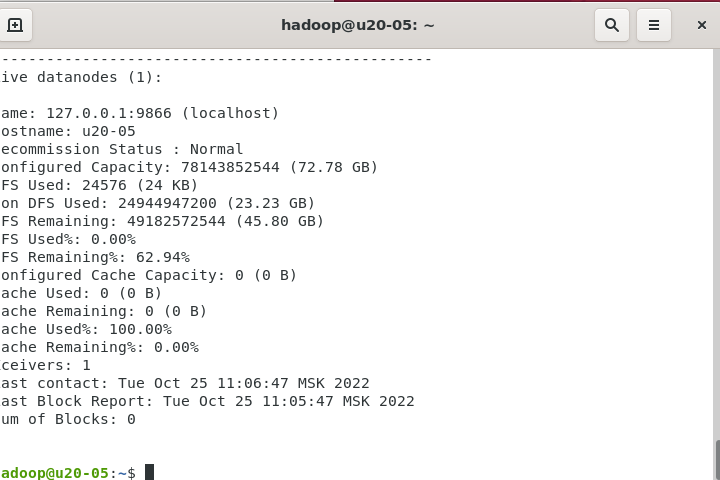 hadoop@u20-05: ~
-----------------------------------------------
ive datanodes (1):
ame: 127.0.0.1:9866 (localhost)
ostname: u20-05
ecommission Status : Normal
onfigured Capacity: 78143852544 (72.78 GB)
FS Used: 24576 (24 KB)
on DFS Used: 24944947200 (23.23 GB)
FS Remaining: 49182572544 (45.80 GB)
FS Used%: 0.00%
FS Remaining%: 62.94%
onfigured Cache Capacity: 0 (0 B)
ache Used: 0 (0 B)
ache Remaining: 0 (0 B)
ache Used%: 100.00%
ache Remaining%: 0.00%
ceivers: 1
ast contact: Tue Oct 25 11:06:47 MSK 2022
ast Block Report: Tue Oct 25 11:05:47 MSK 2022
um of Blocks: 0
adoop@u20-05:~$